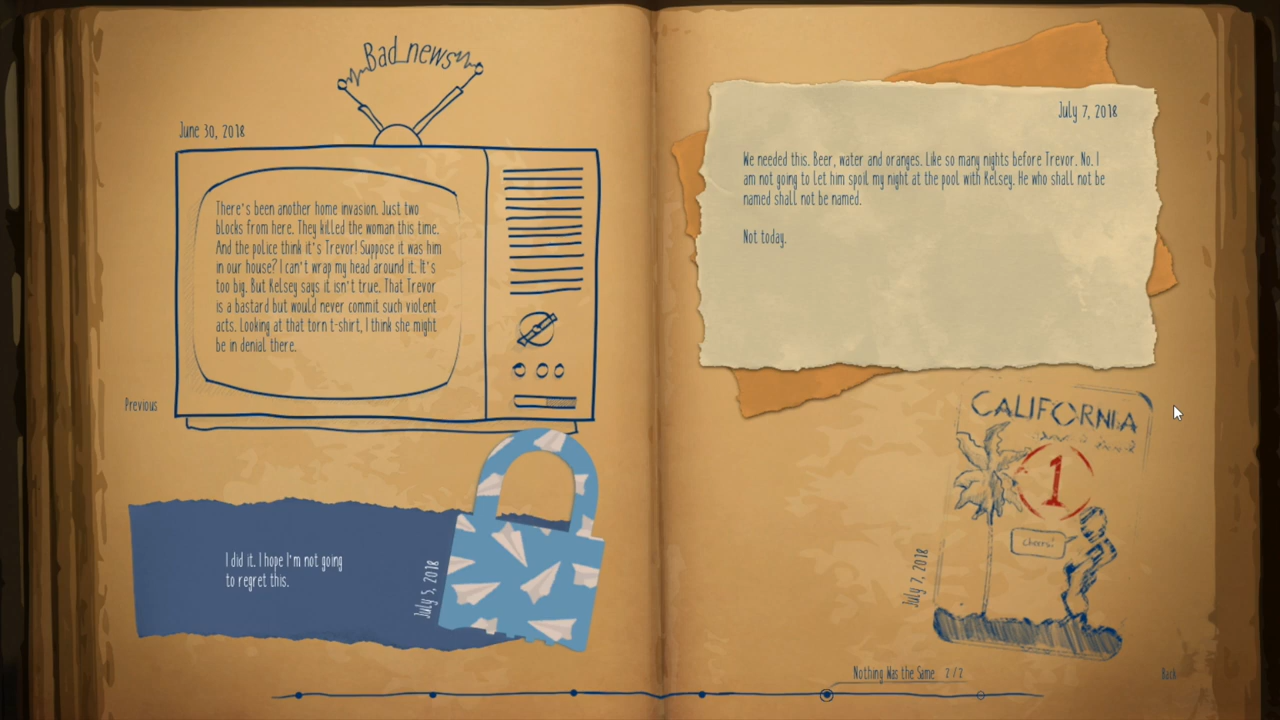 Bad news
June 30, 2018
There's been another home invasion. Just two
blocks from here. They killed the woman this time.
And the police think it's Trevor! Suppose it was him
in our house? I can't wrap my head around it. It's
too big. But Kelsey says it isn't true. That Trevor
is a bastard but would never commit such violent
acts. Looking at that torn t-shirt, I think she might
be in denial there.
Previous
I did it. I hope I'm not going
to regret this.
July 5, 2018
July 7, 2018
We needed this. Beer, water and oranges. Like so many nights before Trevor. No. I
am not going to let him spoil my night at the pool with Kelsey. He who shall not be
named shall not be named.
Not today.
CALIFORNIA
1
Cheers!
July 7, 2018
Nothing Was the Same 2 / 2
Back